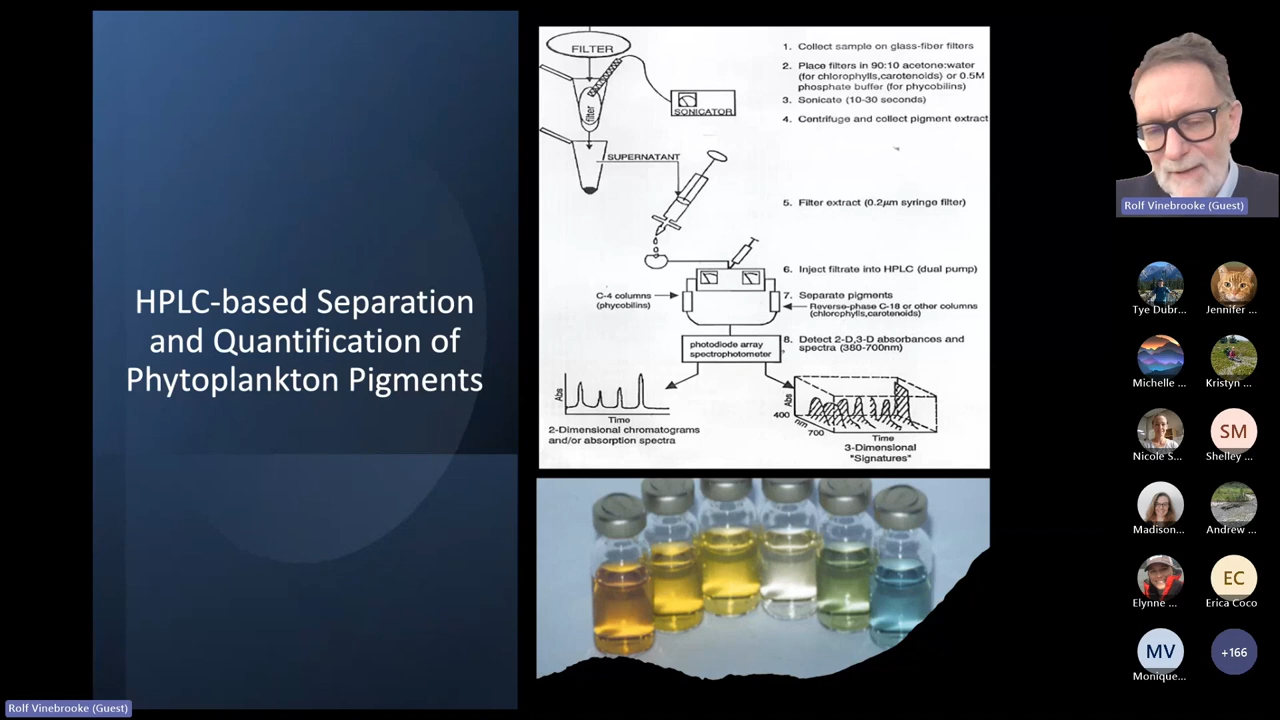 HPLC-based Separation
and Quantification of
Phytoplankton Pigments
FILTER
filter
SONICATOR
SUPERNATANT
C-4 columns
(phycobilins)
photodiode array
spectrophotometer
Abs
Time
2-Dimensional chromatograms
and/or absorption spectra
Abs
400
nm
700
Time
3-Dimensional
"Signatures"
1. Collect sample on glass-fiber filters
2. Place filters in 90:10 acetone:water
(for chlorophylls,carotenoids) or 0.5M
phosphate buffer (for phycobilins)
3. Sonicate (10-30 seconds)
4. Centrifuge and collect pigment extract
5. Filter extract (0.2µm syringe filter)
6. Inject filtrate into HPLC (dual pump)
7. Separate pigments
Reverse-phase C-18 or other columns
(chlorophylls,carotenoids)
8. Detect 2-D,3-D absorbances and
spectra (380-700nm)
Rolf Vinebrooke (Guest)
Tye Dubr...
Jennifer ...
Michelle ...
Kristyn ...
Nicole S...
SM
Shelley ...
Madison...
Andrew ...
Elynne ...
EC
Erica Coco
MV
Monique...
+166
Rolf Vinebrooke (Guest)